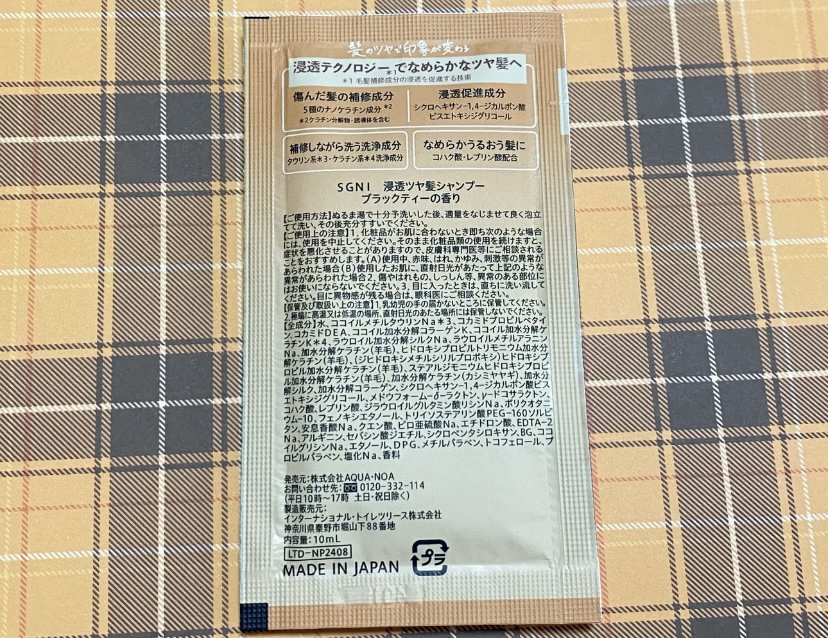 髪のツヤで印象が変わる
浸透テクノロジー*1でなめらかなツヤ髪へ
*1 毛髪補修成分の浸透を促進する技術
傷んだ髪の補修成分
5種のナノケラチン成分*2
*2 ケラチン分解物・誘導体を含む
浸透促進成分
シクロヘキサン-1,4-ジカルボン酸
ビスエトキシジグリコール
補修しながら洗う洗浄成分
タウリン系*3・ケラチン系*4洗浄成分
なめらかうるおう髪に
コハク酸・レブリン酸配合
SGNI 浸透ツヤ髪シャンプー
ブラックティーの香り
【ご使用方法】ぬるま湯で十分予洗いした後、適量をなじませて良く泡立
てて洗い、その後充分すすいでください。
【ご使用上の注意】1.化粧品がお肌に合わないとき即ち次のような場合
には、使用を中止してください。そのまま化粧品類の使用を続けますと、
症状を悪化させることがありますので、皮膚科専門医等にご相談される
ことをおすすめします。(A)使用中、赤味、はれ、かゆみ、刺激等の異常が
あらわれた場合(B)使用したお肌に、直射日光があたって上記のような
異常があらわれた場合2.傷やはれもの、しっしん等、異常のある部位に
はお使いにならないでください。3.目に入ったときは、直ちに洗い流して
ください。目に異物感が残る場合は、眼科医にご相談ください。
【保管及び取扱い上の注意】1.乳幼児の手の届かないところに保管してください。
2.極端に高温又は低温の場所、直射日光のあたる場所には保管しないでください。
【全成分】水、ココイルメチルタウリンNa*3、コカミドプロピルベタイ
ン、コカミドDEA、ココイル加水分解コラーゲンK、ココイル加水分解ケ
ラチンK*4、ラウロイル加水分解シルクNa、ラウロイルメチルアラニン
Na、加水分解ケラチン(羊毛)、ヒドロキシプロピルトリモニウム加水分
解ケラチン(羊毛)、(ジヒドロキシメチルシリルプロポキシ)ヒドロキシプ
ロピル加水分解ケラチン(羊毛)、ステアルジモニウムヒドロキシプロピ
ル加水分解ケラチン(羊毛)、加水分解ケラチン(カシミヤヤギ)、加水分
解シルク、加水分解コラーゲン、シクロヘキサン-1,4-ジカルボン酸ビス
エトキシジグリコール、メドウフォーム-δ-ラクトン、γ-ドコサラクトン、
コハク酸、レブリン酸、ジラウロイルグルタミン酸リシンNa、ポリクオタニ
ウム-10、フェノキシエタノール、トリイソステアリン酸PEG-160ソルビ
タン、安息香酸Na、クエン酸、ピロ亜硫酸Na、エチドロン酸、EDTA-2
Na、アルギニン、セバシン酸ジエチル、シクロペンタシロキサン、BG、ココ
イルグリシンNa、エタノール、DPG、メチルパラベン、トコフェロール、プ
ロピルパラベン、塩化Na、香料
発売元:株式会社AQUA・NOA
お問い合わせ先:0120-332-114
(平日10時～17時 土日・祝日除く)
製造販売元:
インターナショナル・トイレツリース株式会社
神奈川県秦野市堀山下88番地
内容量:10mL
LTD-NP2408
MADE IN JAPAN
プラ